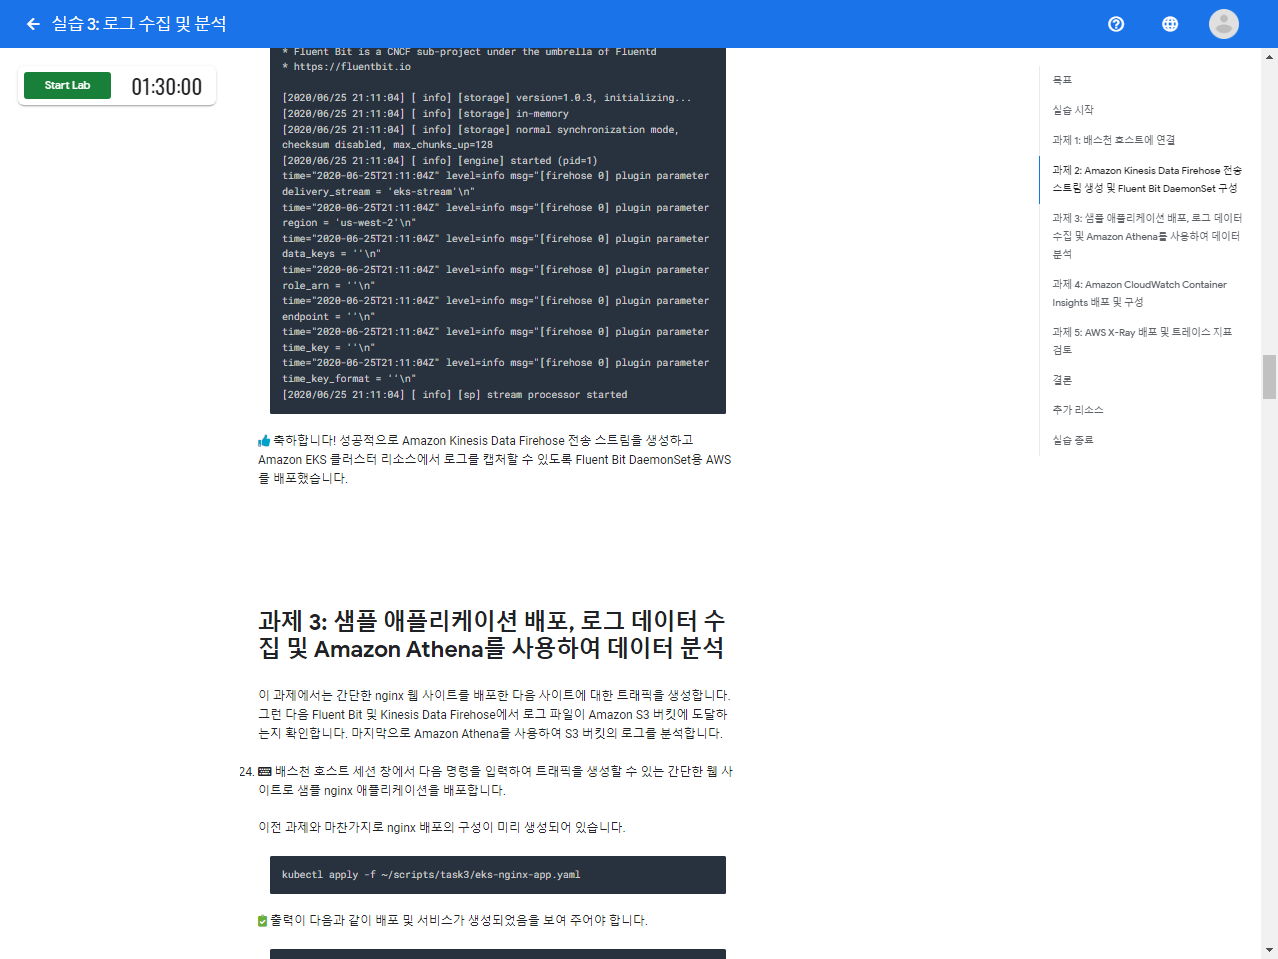 실습 3: 로그 수집 및 분석
Start Lab
01:30:00
* Fluent Bit is a CNCF sub-project under the umbrella of Fluentd
* https://fluentbit.io
[2020/06/25 21:11:04] [ info] [storage] version=1.0.3, initializing...
[2020/06/25 21:11:04] [ info] [storage] in-memory
[2020/06/25 21:11:04] [ info] [storage] normal synchronization mode,
checksum disabled, max_chunks_up=128
[2020/06/25 21:11:04] [ info] [engine] started (pid=1)
time="2020-06-25T21:11:04Z" level=info msg="[firehose 0] plugin parameter
delivery_stream = 'eks-stream'\n"
time="2020-06-25T21:11:04Z" level=info msg="[firehose 0] plugin parameter
region = 'us-west-2'\n"
time="2020-06-25T21:11:04Z" level=info msg="[firehose 0] plugin parameter
data_keys = ''\n"
time="2020-06-25T21:11:04Z" level=info msg="[firehose 0] plugin parameter
role_arn = ''\n"
time="2020-06-25T21:11:04Z" level=info msg="[firehose 0] plugin parameter
endpoint = ''\n"
time="2020-06-25T21:11:04Z" level=info msg="[firehose 0] plugin parameter
time_key = ''\n"
time="2020-06-25T21:11:04Z" level=info msg="[firehose 0] plugin parameter
time_key_format = ''\n"
[2020/06/25 21:11:04] [ info] [sp] stream processor started
축하합니다! 성공적으로 Amazon Kinesis Data Firehose 전송 스트림을 생성하고
Amazon EKS 클러스터 리소스에서 로그를 캡처할 수 있도록 Fluent Bit DaemonSet용 AWS
를 배포했습니다.
과제 3: 샘플 애플리케이션 배포, 로그 데이터 수
집 및 Amazon Athena를 사용하여 데이터 분석
이 과제에서는 간단한 nginx 웹 사이트를 배포한 다음 사이트에 대한 트래픽을 생성합니다.
그런 다음 Fluent Bit 및 Kinesis Data Firehose에서 로그 파일이 Amazon S3 버킷에 도달하
는지 확인합니다. 마지막으로 Amazon Athena를 사용하여 S3 버킷의 로그를 분석합니다.
24. 배스천 호스트 세션 창에서 다음 명령을 입력하여 트래픽을 생성할 수 있는 간단한 웹 사
이트로 샘플 nginx 애플리케이션을 배포합니다.
이전 과제와 마찬가지로 nginx 배포의 구성이 미리 생성되어 있습니다.
kubectl apply -f ~/scripts/task3/eks-nginx-app.yaml
출력이 다음과 같이 배포 및 서비스가 생성되었음을 보여 주어야 합니다.
목표
실습 시작
과제 1: 배스천 호스트에 연결
과제 2: Amazon Kinesis Data Firehose 전송
스트림 생성 및 Fluent Bit DaemonSet 구성
과제 3: 샘플 애플리케이션 배포, 로그 데이터
수집 및 Amazon Athena를 사용하여 데이터
분석
과제 4: Amazon CloudWatch Container
Insights 배포 및 구성
과제 5: AWS X-Ray 배포 및 트레이스 지표
검토
결론
추가 리소스
실습 종료